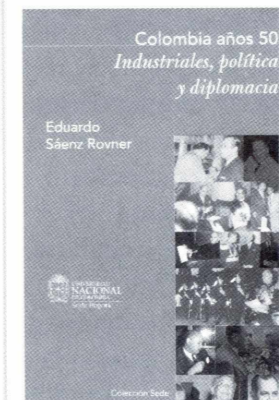 Colombia años 50
Industriales, política
y diplomacia
Eduardo
Sáenz Rovner
UNIVERSIDAD
NACIONAL
DE COLOMBIA
Sede Bogotá
Colección Sede